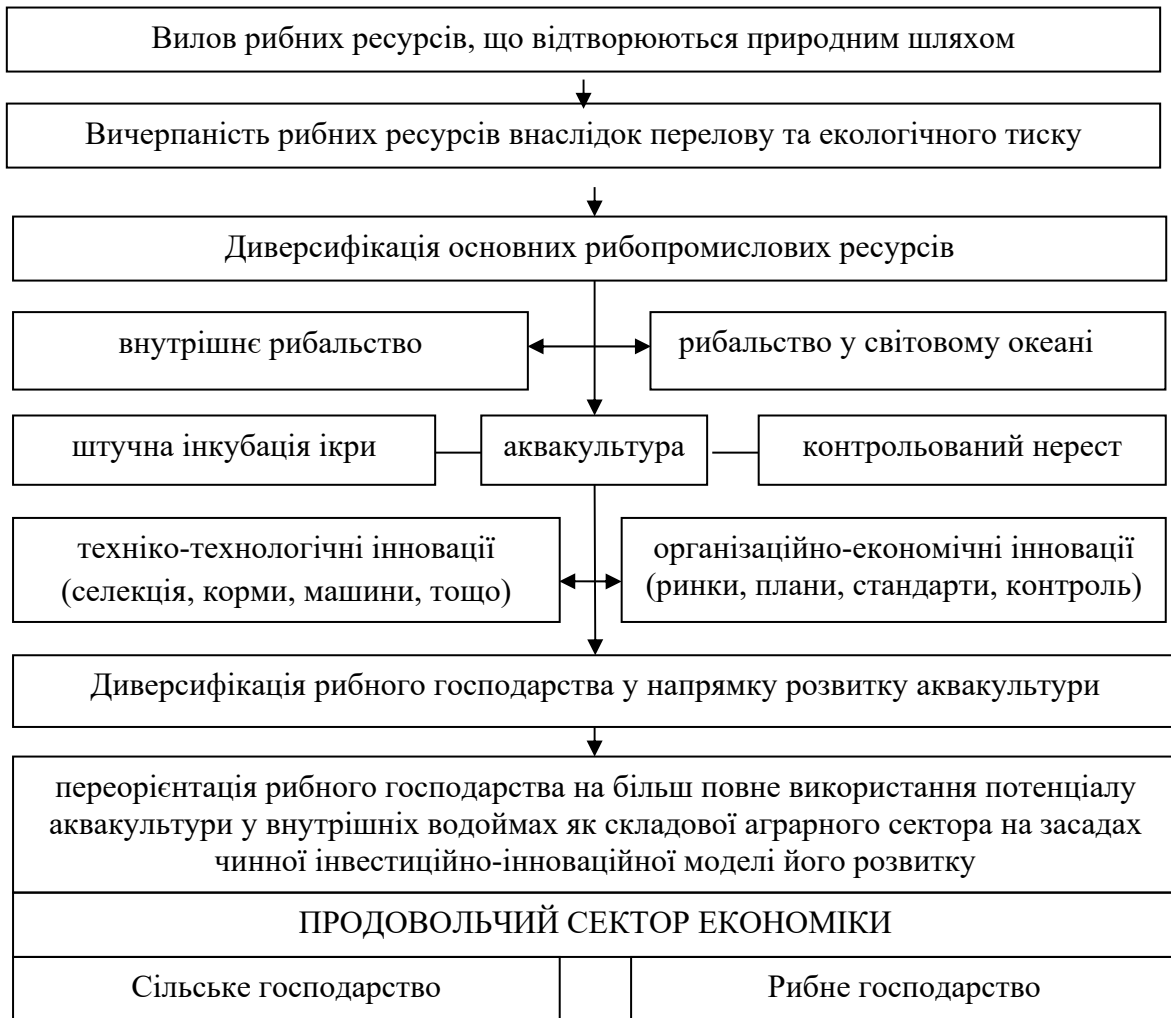 Вилов рибних ресурсів, що відтворюються природним шляхом
Вичерпаність рибних ресурсів внаслідок перелову та екологічного тиску
Диверсифікація основних рибопромислових ресурсів
внутрішнє рибальство
рибальство у світовому океані
штучна інкубація ікри
аквакультура
контрольований нерест
техніко-технологічні інновації
(селекція, корми, машини, тощо)
організаційно-економічні інновації
(ринки, плани, стандарти, контроль)
Диверсифікація рибного господарства у напрямку розвитку аквакультури
переорієнтація рибного господарства на більш повне використання потенціалу
аквакультури у внутрішніх водоймах як складової аграрного сектора на засадах
чинної інвестиційно-інноваційної моделі його розвитку
ПРОДОВОЛЬЧИЙ СЕКТОР ЕКОНОМІКИ
Сільське господарство
Рибне господарство